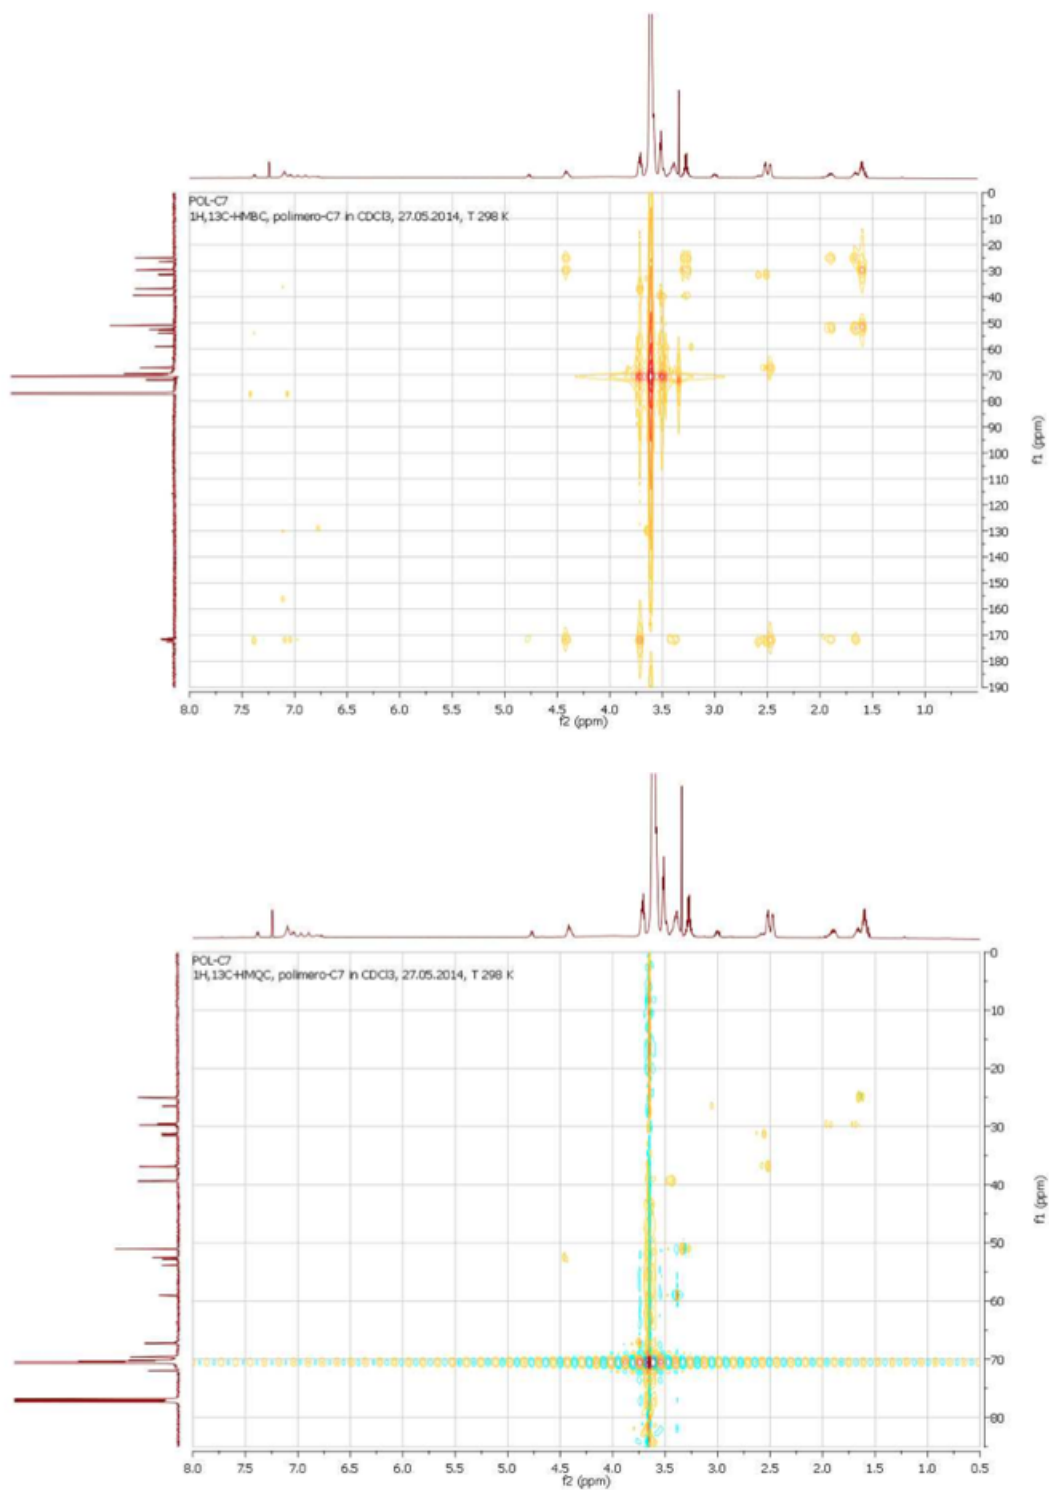 POL-C7
1H,13C-HMBC, polimero-C7 in CDCl3, 27.05.2014, T 298 K
0
10
20
30
40
50
60
70
80
90
100
110
120
130
140
150
160
170
180
190
f1 (ppm)
8.0 7.5 7.0 6.5 6.0 5.5 5.0 4.5 4.0 3.5 3.0 2.5 2.0 1.5 1.0
f2 (ppm)
POL-C7
1H,13C-HMQC, polimero-C7 in CDCl3, 27.05.2014, T 298 K
0
10
20
30
40
50
60
70
80
f1 (ppm)
8.0 7.5 7.0 6.5 6.0 5.5 5.0 4.5 4.0 3.5 3.0 2.5 2.0 1.5 1.0 0.5
f2 (ppm)